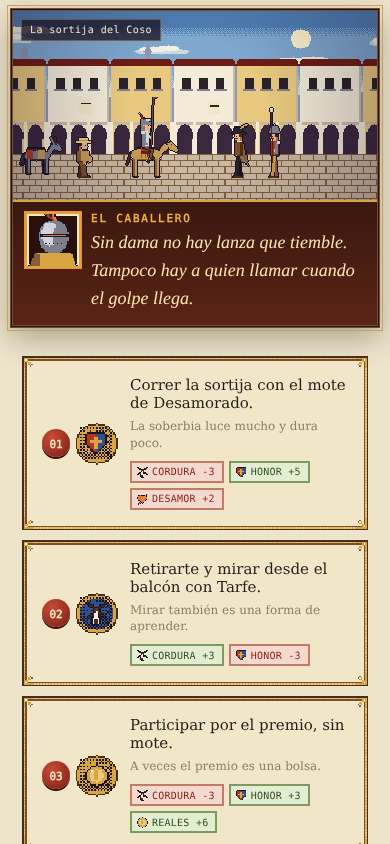 La sortija del Coso
EL CABALLERO
Sin dama no hay lanza que tiemble.
Tampoco hay a quien llamar cuando
el golpe llega.
01
Correr la sortija con el mote
de Desamorado.
La soberbia luce mucho y dura
poco.
CORDURA -3 HONOR +5
DESAMOR +2
02
Retirarte y mirar desde el
balcón con Tarfe.
Mirar también es una forma de
aprender.
CORDURA +3 HONOR -3
03
Participar por el premio, sin
mote.
A veces el premio es una bolsa.
CORDURA -3 HONOR +3
REALES +6